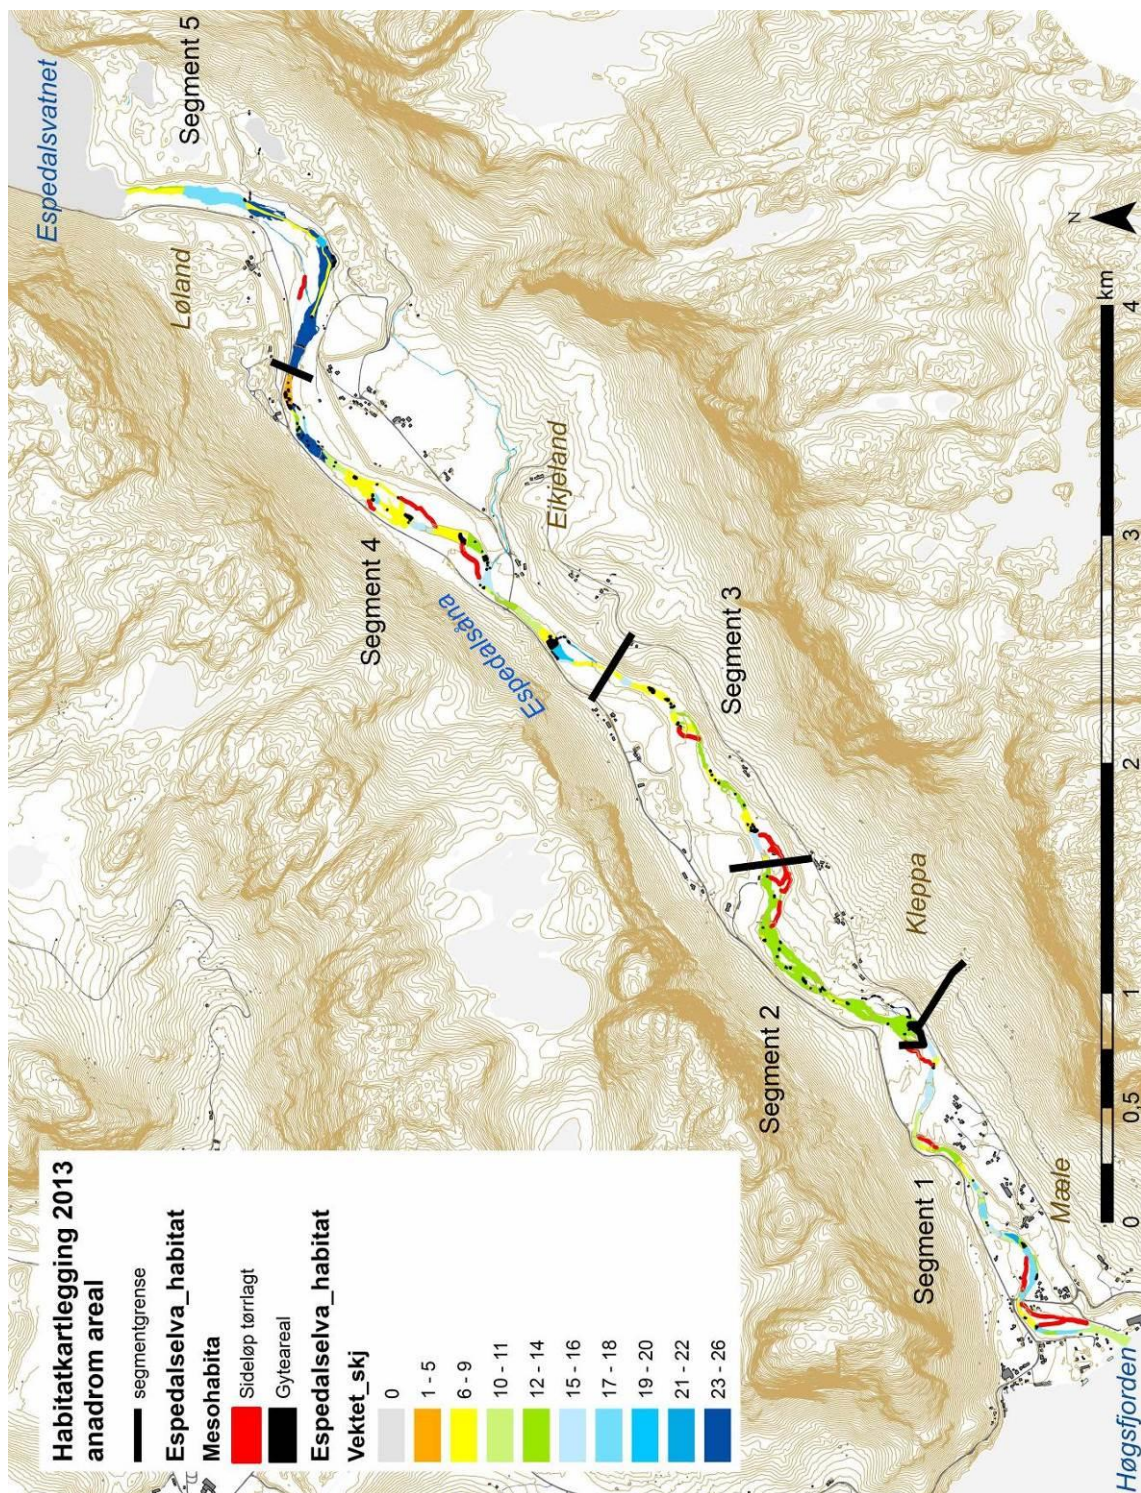 Habitatkartlegging 2013
anadrom areal
segmentgrense
Espedalselva_habitat
Mesohabita
Sideløp tørrlagt
Gyteareal
Espedalselva_habitat
Vektet_skj
0
1 - 5
6 - 9
10 - 11
12 - 14
15 - 16
17 - 18
19 - 20
21 - 22
23 - 26
Espedalsvatnet
Segment 5
Løland
Segment 4
Espedalsåna
Eikjeland
Segment 3
Segment 2
Kleppa
Segment 1
Mæle
Høgsfjorden
N
0
0.5
1
2
3
4
km